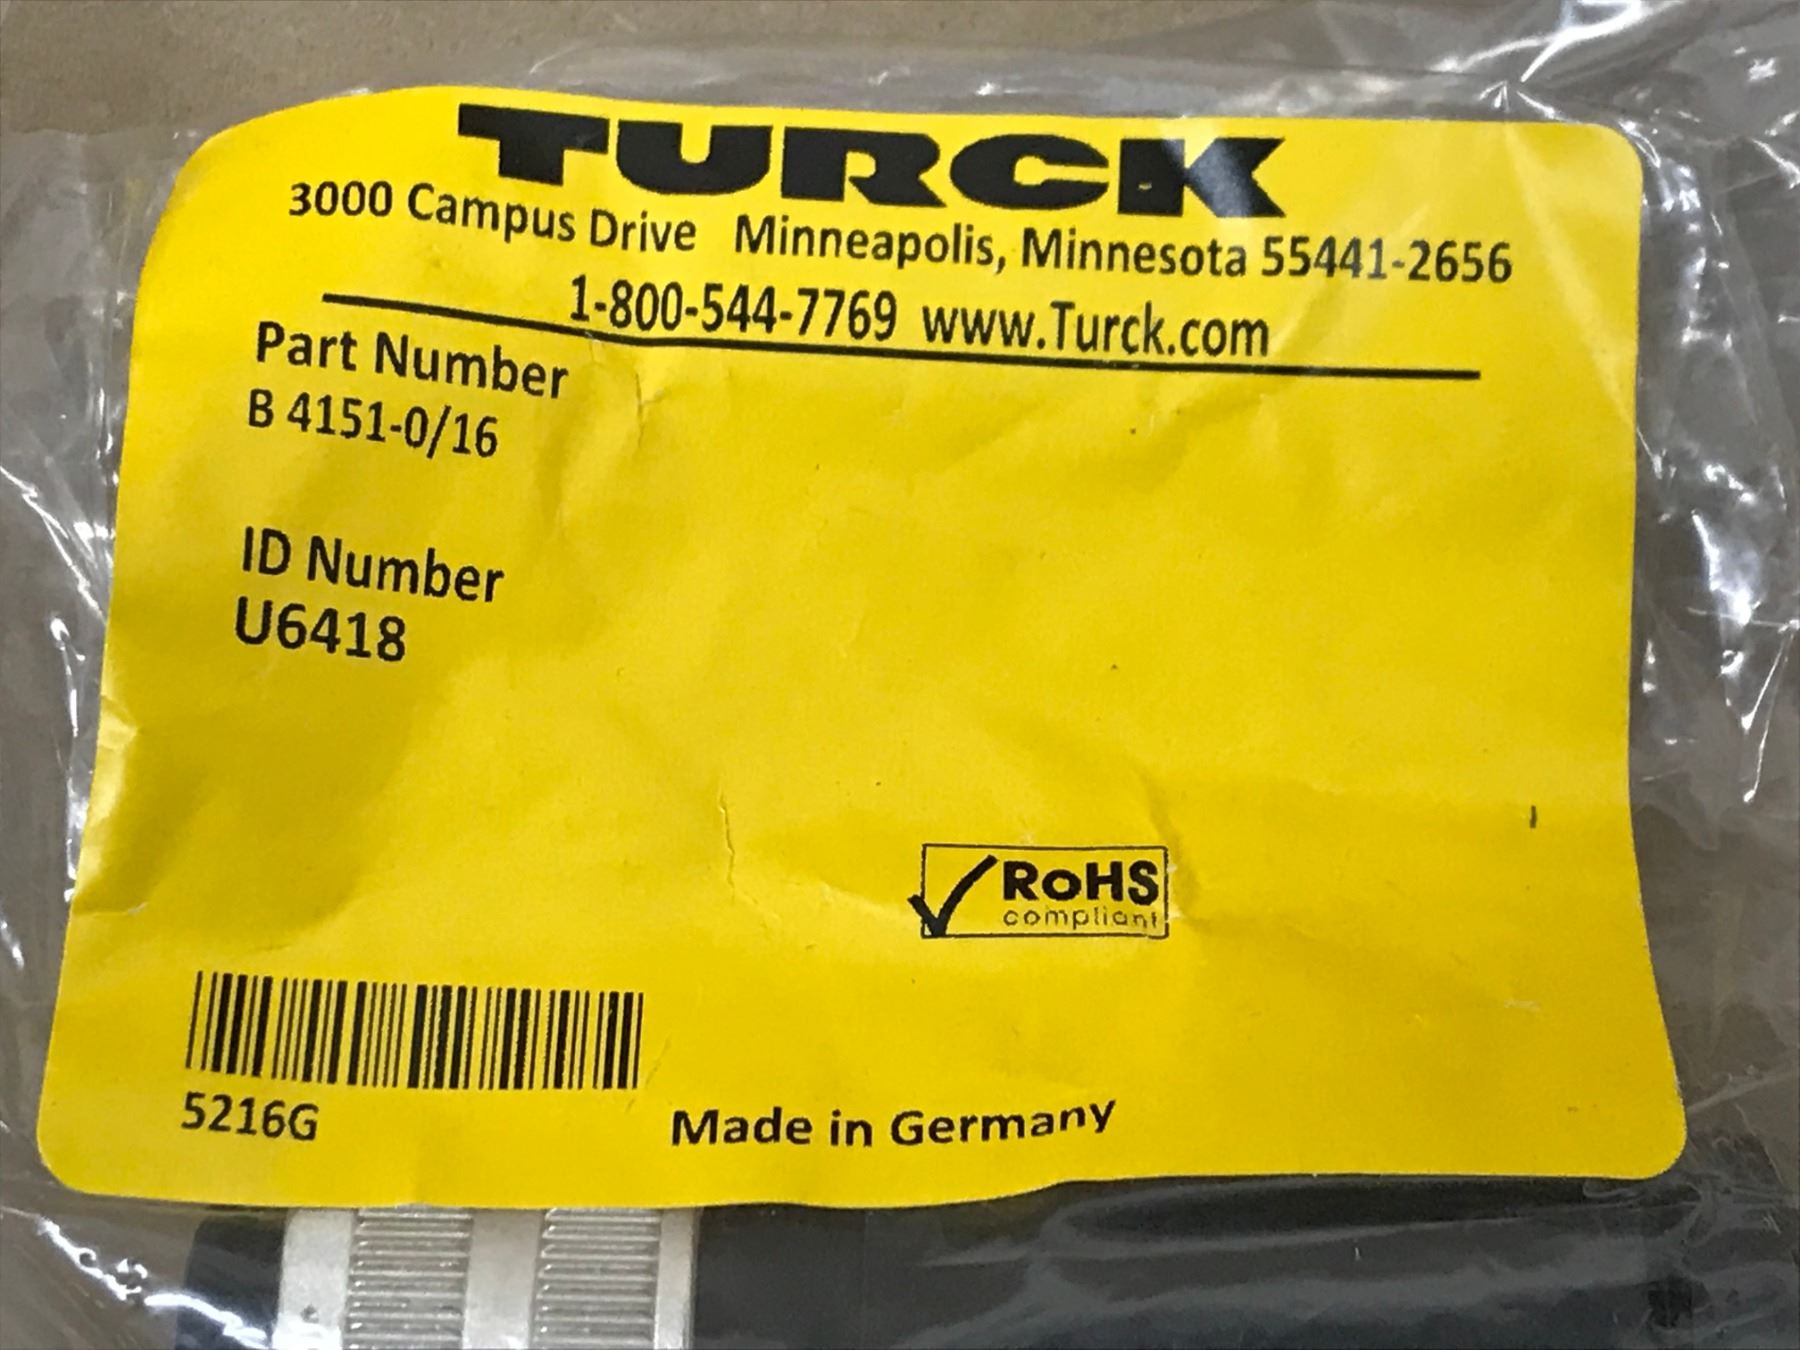 TURCK
3000 Campus Drive Minneapolis, Minnesota 55441-2656
1-800-544-7769 www.Turck.com
Part Number
B 4151-0/16
ID Number
U6418
RoHS
compliant
5216G
Made in Germany